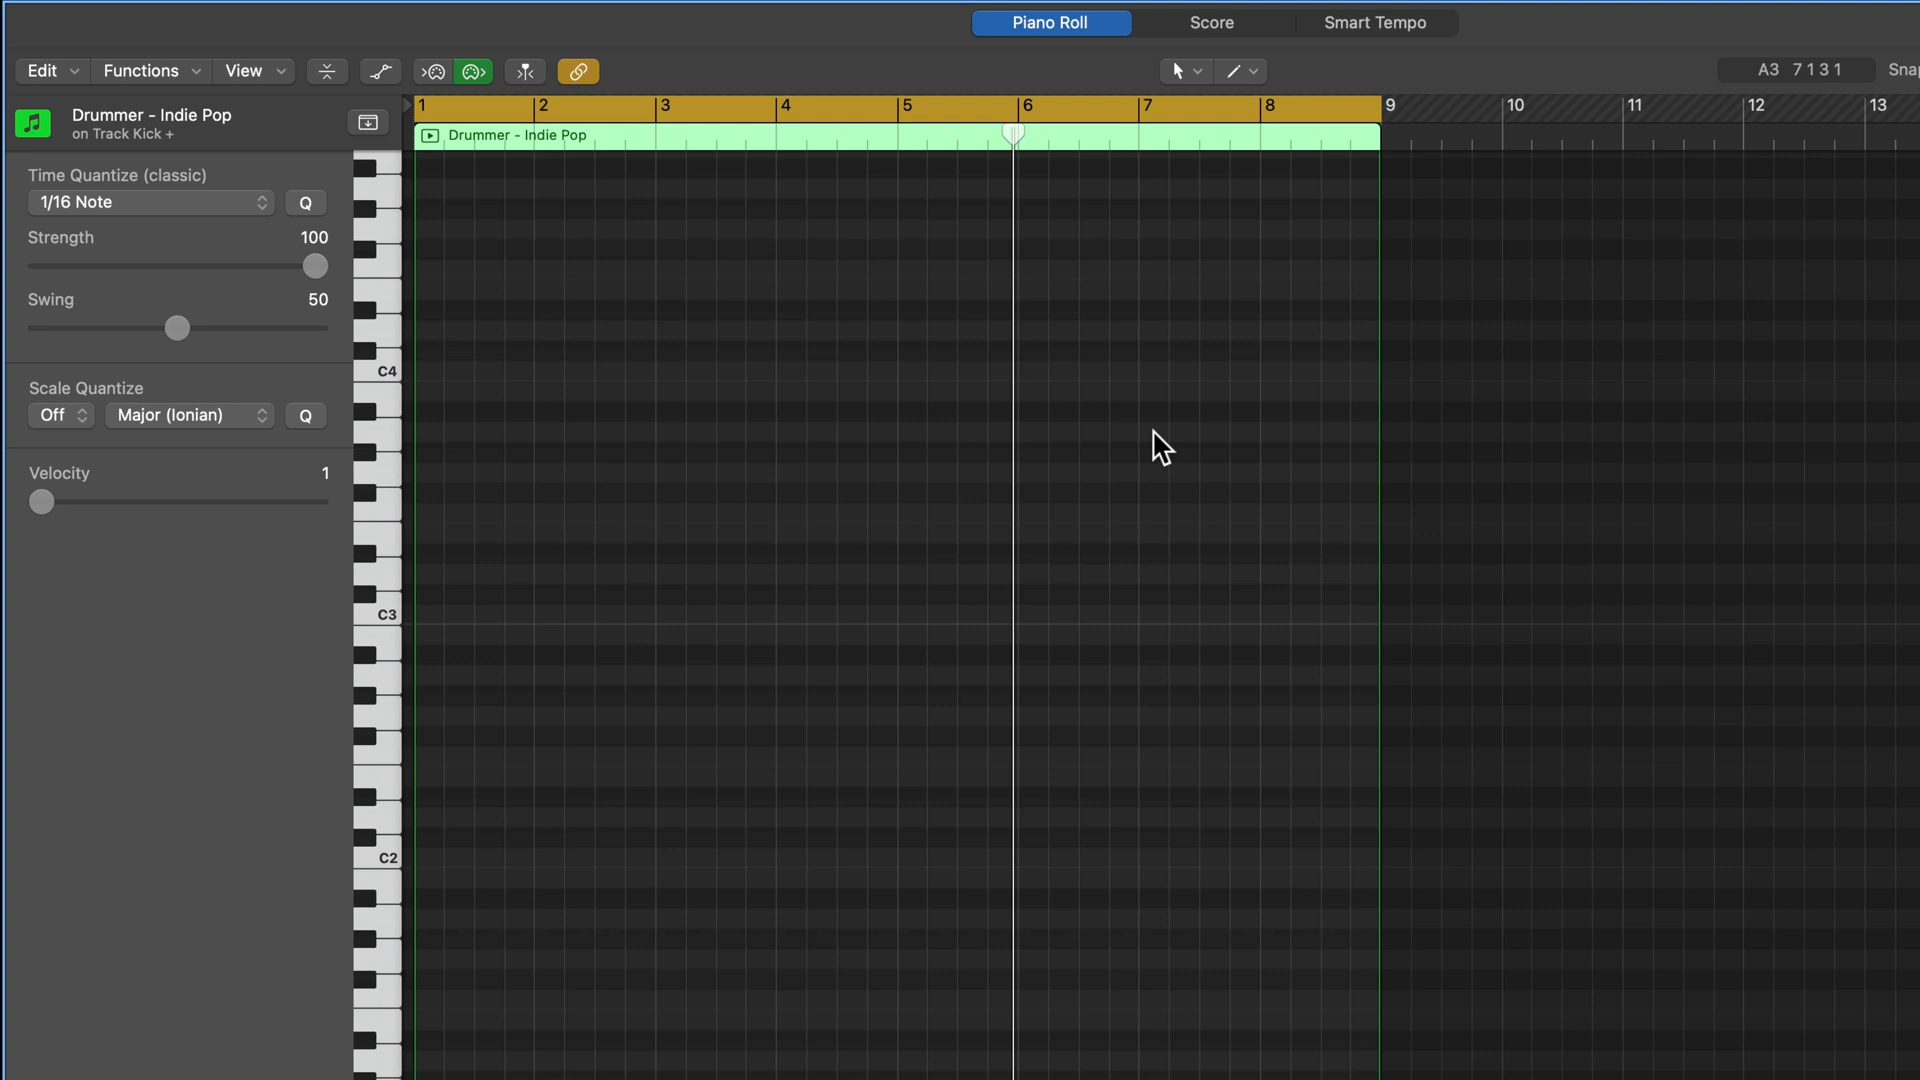 Piano Roll Score Smart Tempo
Edit Functions View A3 7 1 3 1
Drummer - Indie Pop
on Track Kick +
1 2 3 4 5 6 7 8 9 10 11 12 13
Drummer - Indie Pop
Time Quantize (classic)
1/16 Note Q
Strength 100
Swing 50
C4
Scale Quantize
Off Major (Ionian) Q
Velocity 1
C3
C2